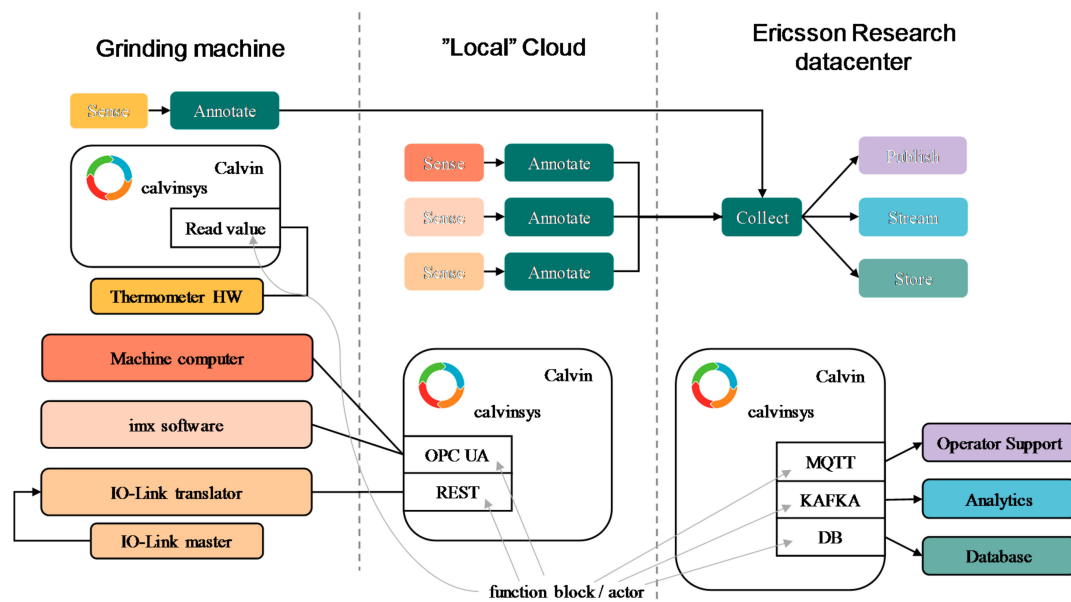 Grinding machine
"Local" Cloud
Ericsson Research
datacenter
Sense
Annotate
Calvin
calvinsys
Read value
Thermometer HW
Machine computer
imx software
IO-Link translator
IO-Link master
Sense
Annotate
Sense
Annotate
Sense
Annotate
Calvin
calvinsys
OPC UA
REST
Collect
Publish
Stream
Store
Calvin
calvinsys
MQTT
KAFKA
DB
Operator Support
Analytics
Database
function block / actor